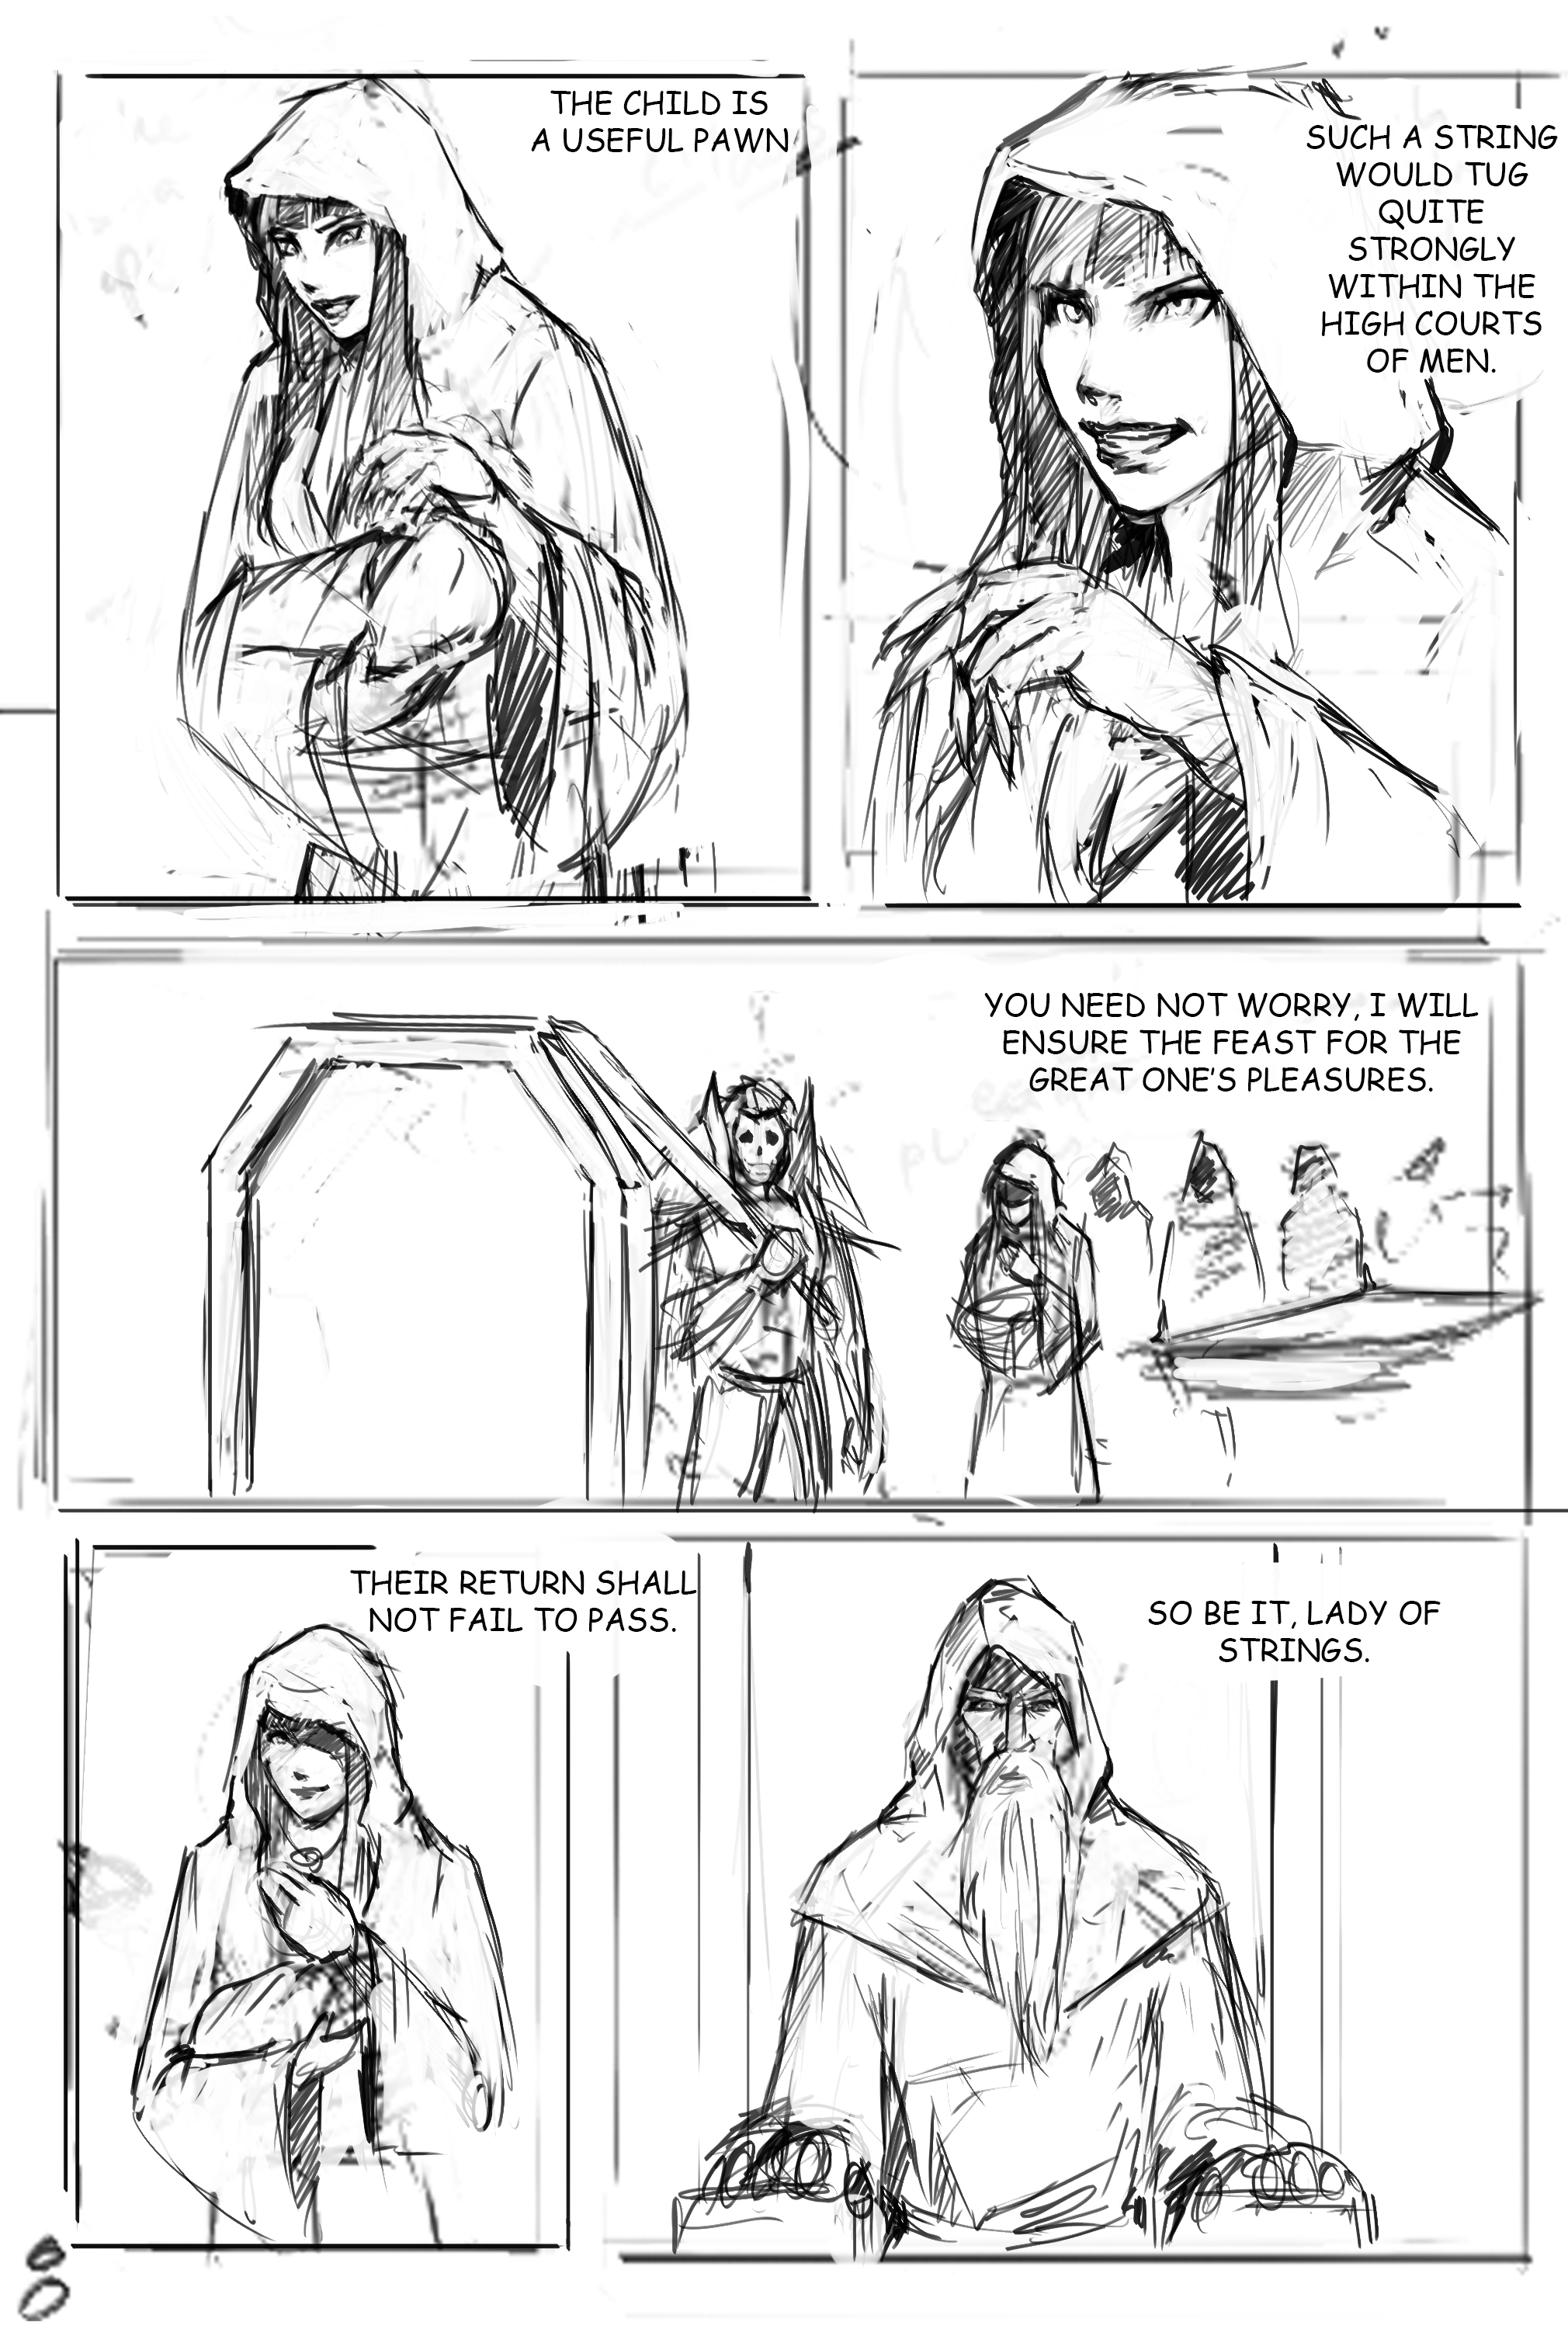 THE CHILD IS
A USEFUL PAWN
SUCH A STRING
WOULD TUG
QUITE
STRONGLY
WITHIN THE
HIGH COURTS
OF MEN.
YOU NEED NOT WORRY, I WILL
ENSURE THE FEAST FOR THE
GREAT ONE'S PLEASURES.
THEIR RETURN SHALL
NOT FAIL TO PASS.
SO BE IT, LADY OF
STRINGS.
8